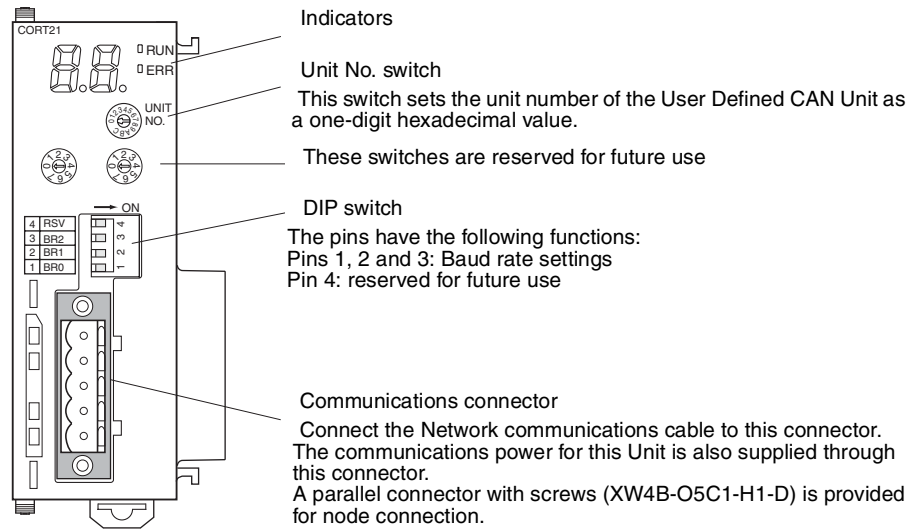 CORT21
RUN
ERR
UNIT
NO.
ON
4 RSV
3 BR2
2 BR1
1 BR0
4
3
2
1
Indicators
Unit No. switch
This switch sets the unit number of the User Defined CAN Unit as
a one-digit hexadecimal value.
These switches are reserved for future use
DIP switch
The pins have the following functions:
Pins 1, 2 and 3: Baud rate settings
Pin 4: reserved for future use
Communications connector
Connect the Network communications cable to this connector.
The communications power for this Unit is also supplied through
this connector.
A parallel connector with screws (XW4B-O5C1-H1-D) is provided
for node connection.